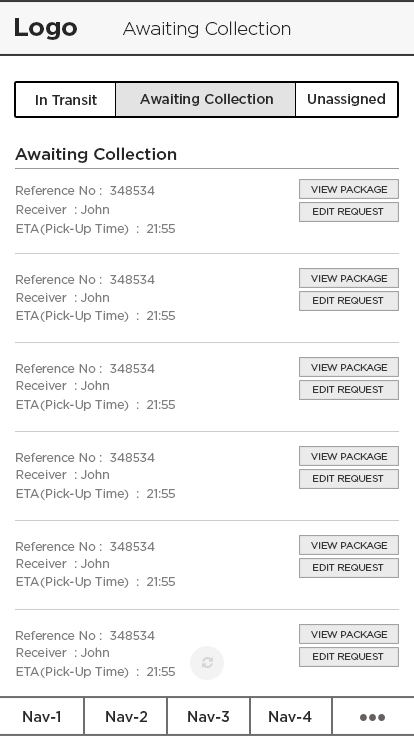 Logo
Awaiting Collection
In Transit
Awaiting Collection
Unassigned
Awaiting Collection
Reference No : 348534
VIEW PACKAGE
Receiver : John
EDIT REQUEST
ETA(Pick-Up Time) : 21:55
Reference No : 348534
VIEW PACKAGE
Receiver : John
EDIT REQUEST
ETA(Pick-Up Time) : 21:55
Reference No : 348534
VIEW PACKAGE
Receiver : John
EDIT REQUEST
ETA(Pick-Up Time) : 21:55
Reference No : 348534
VIEW PACKAGE
Receiver : John
EDIT REQUEST
ETA(Pick-Up Time) : 21:55
Reference No : 348534
VIEW PACKAGE
Receiver : John
EDIT REQUEST
ETA(Pick-Up Time) : 21:55
Reference No : 348534
VIEW PACKAGE
Receiver : John
EDIT REQUEST
ETA(Pick-Up Time) : 21:55
Nav-1
Nav-2
Nav-3
Nav-4